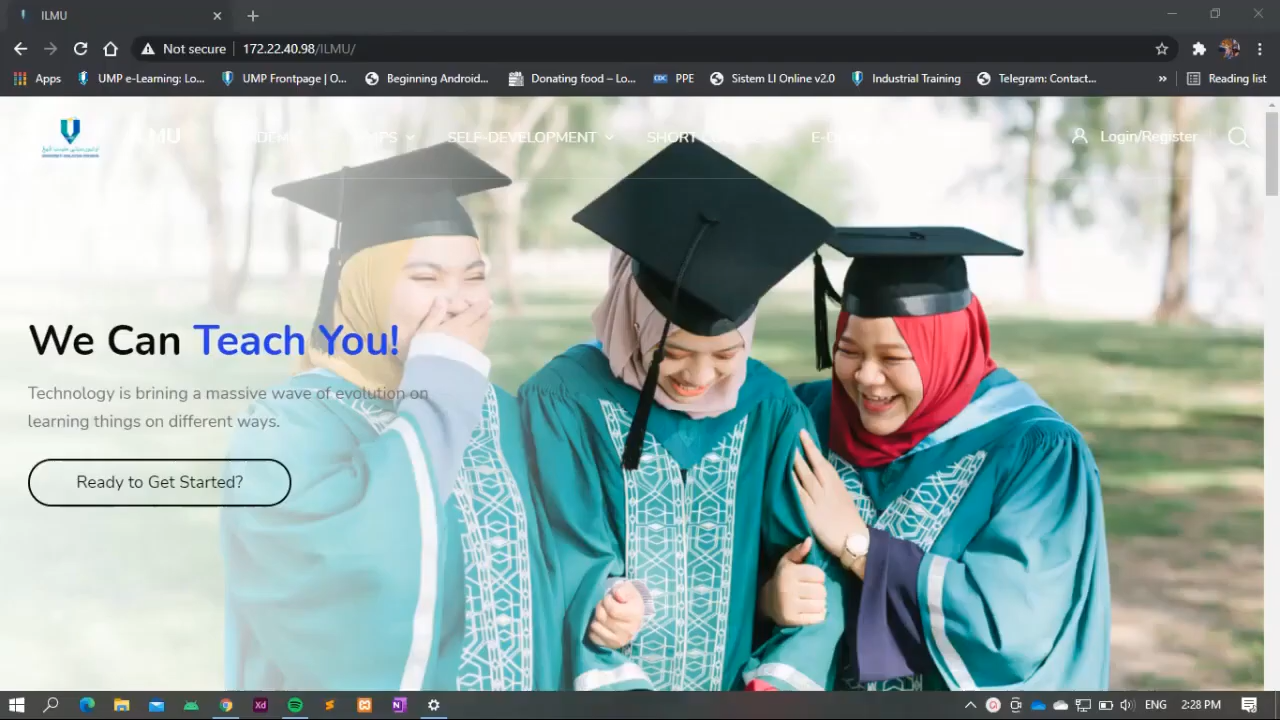 ILMU
Not secure
172.22.40.98/ILMU/
Apps
UMP e-Learning: Lo...
UMP Frontpage | O...
Beginning Android...
Donating food – Lo...
CDC
PPE
Sistem LI Online v2.0
Industrial Training
Telegram: Contact...
»
Reading list
SELF-DEVELOPMENT
SHORT
Login/Register
We Can Teach You!
Technology is brining a massive wave of evolution on
learning things on different ways.
Ready to Get Started?
Xd
ENG
2:28 PM